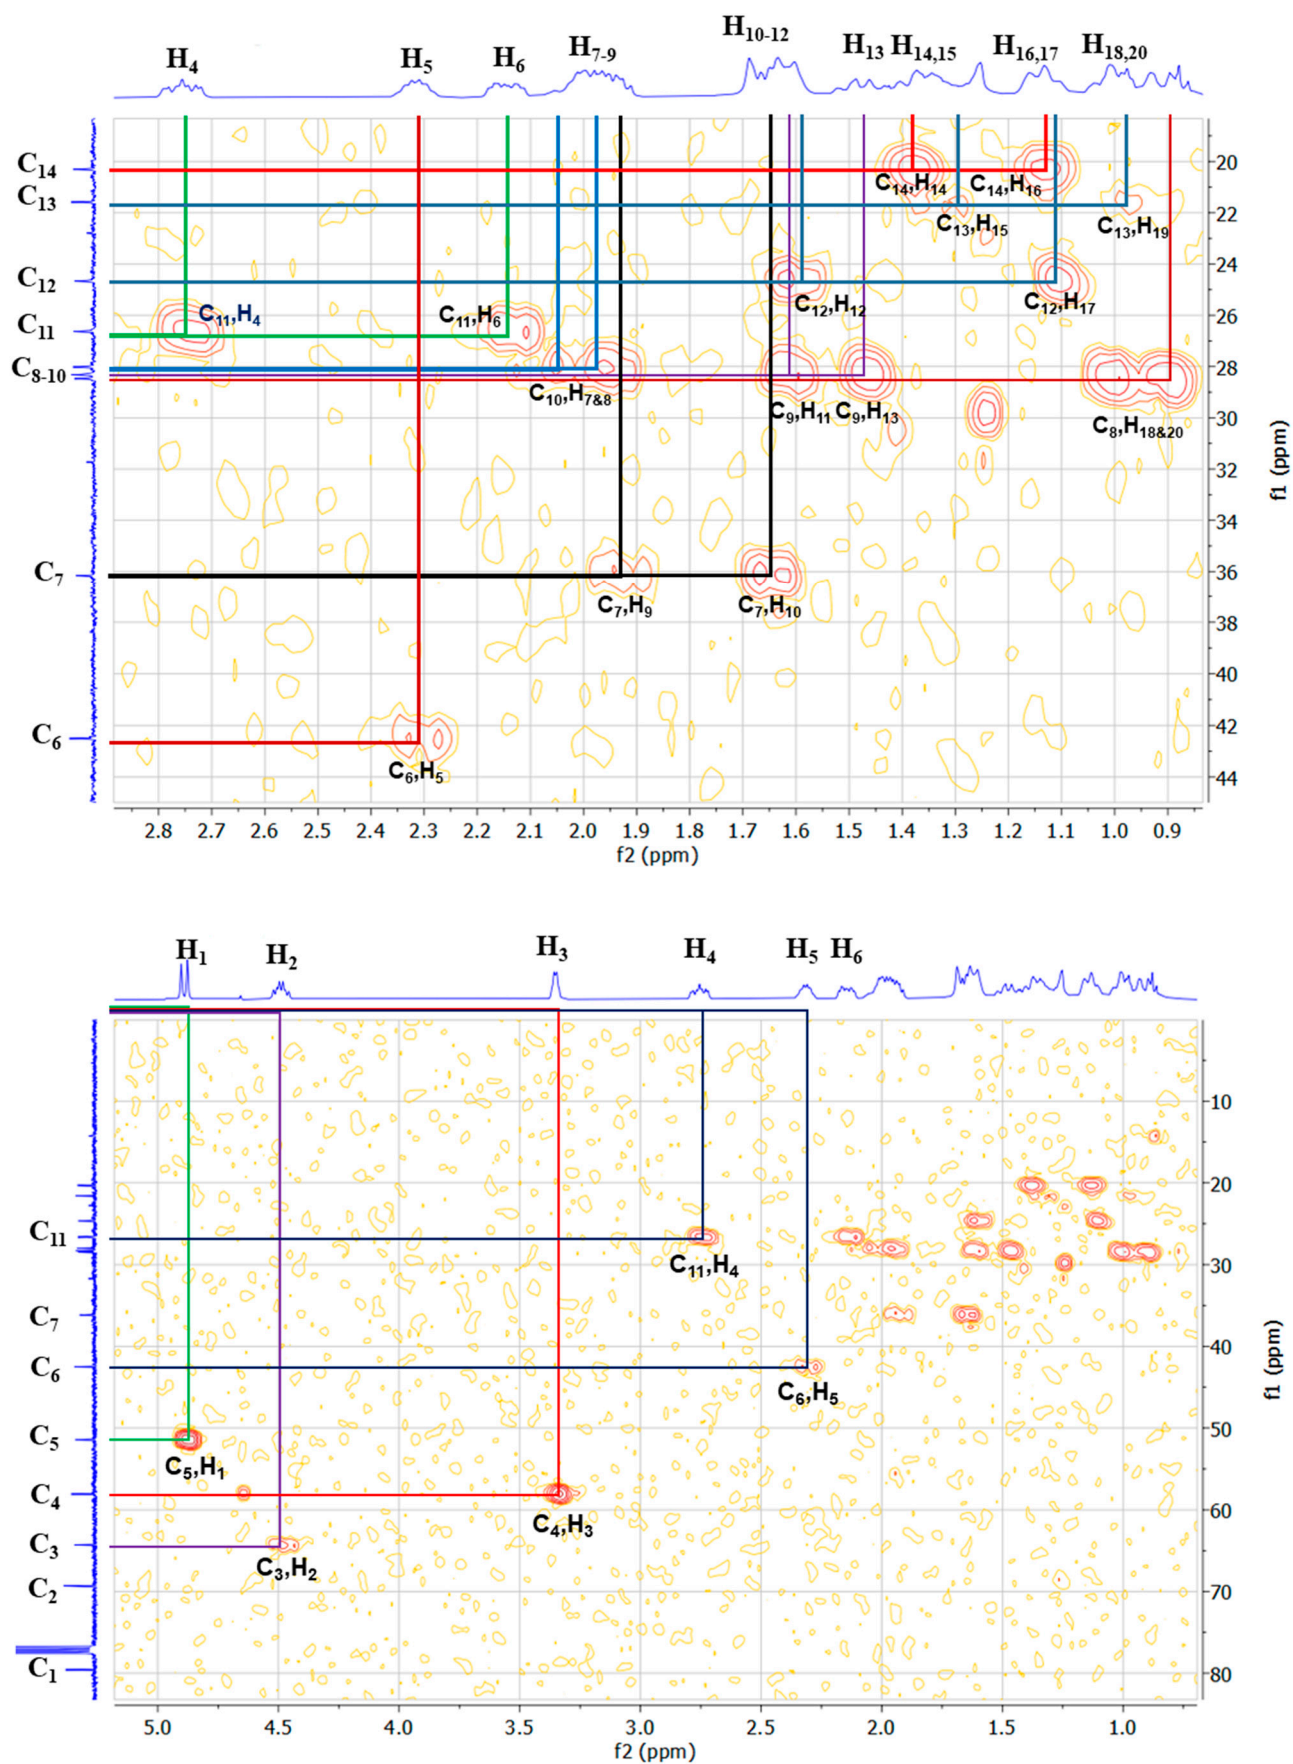 H4 H5 H6 H7-9 H10-12 H13 H14,15 H16,17 H18,20
C14
C13
C12
C11
C8-10
C7
C6
C14,H14 C14,H16
C13,H15 C13,H19
C11,H4 C11,H6 C12,H12 C12,H17
C10,H7&8 C9,H11 C9,H13 C8,H18&20
C7,H9 C7,H10
C6,H5
20
22
24
26
28
30
32
34
36
38
40
42
44
f1 (ppm)
2.8 2.7 2.6 2.5 2.4 2.3 2.2 2.1 2.0 1.9 1.8 1.7 1.6 1.5 1.4 1.3 1.2 1.1 1.0 0.9
f2 (ppm)
H1 H2 H3 H4 H5 H6
C11
C7
C6
C5
C4
C3
C2
C1
C11,H4
C6,H5
C5,H1
C4,H3
C3,H2
10
20
30
40
50
60
70
80
f1 (ppm)
5.0 4.5 4.0 3.5 3.0 2.5 2.0 1.5 1.0
f2 (ppm)